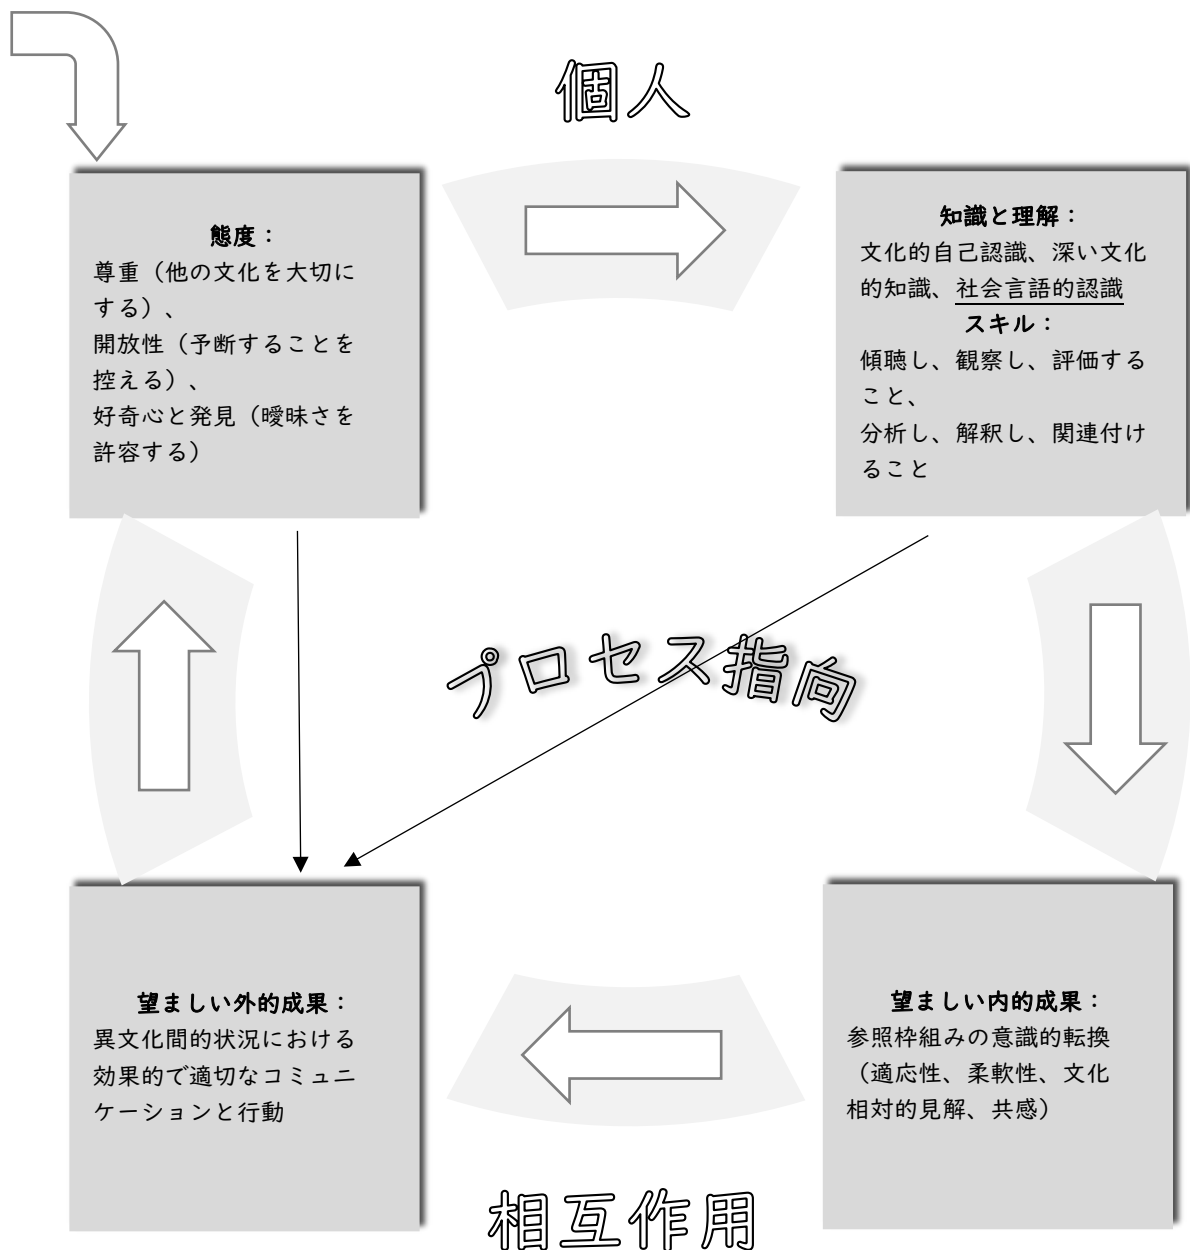 個人
態度：
尊重（他の文化を大切に
する）、
開放性（予断することを
控える）、
好奇心と発見（曖昧さを
許容する）
知識と理解：
文化的自己認識、深い文化
的知識、社会言語的認識
スキル：
傾聴し、観察し、評価する
こと、
分析し、解釈し、関連付け
ること
プロセス指向
望ましい外的成果：
異文化間的状況における
効果的で適切なコミュニ
ケーションと行動
望ましい内的成果：
参照枠組みの意識的転換
（適応性、柔軟性、文化
相対的見解、共感）
相互作用